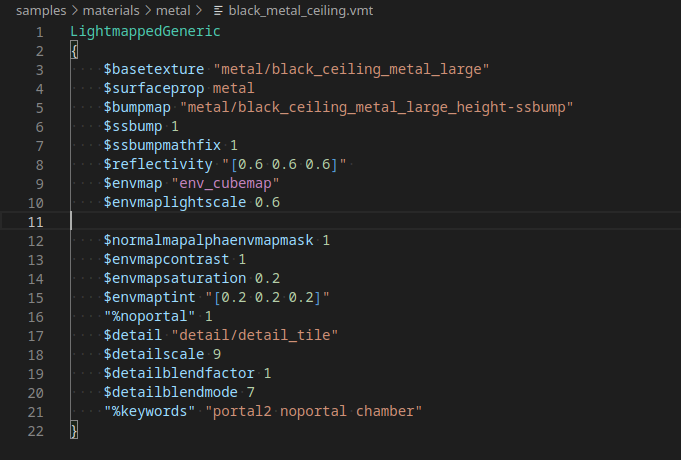 samples › materials › metal › black_metal_ceiling.vmt
1 LightmappedGeneric
2 {
3 $basetexture "metal/black_ceiling_metal_large"
4 $surfaceprop metal
5 $bumpmap "metal/black_ceiling_metal_large_height-ssbump"
6 $ssbump 1
7 $ssbumpmathfix 1
8 $reflectivity "[0.6 0.6 0.6]"
9 $envmap "env_cubemap"
10 $envmaplightscale 0.6
11
12 $normalmapalphaenvmapmask 1
13 $envmapcontrast 1
14 $envmapsaturation 0.2
15 $envmaptint "[0.2 0.2 0.2]"
16 "%noportal" 1
17 $detail "detail/detail_tile"
18 $detailscale 9
19 $detailblendfactor 1
20 $detailblendmode 7
21 "%keywords" "portal2 noportal chamber"
22 }